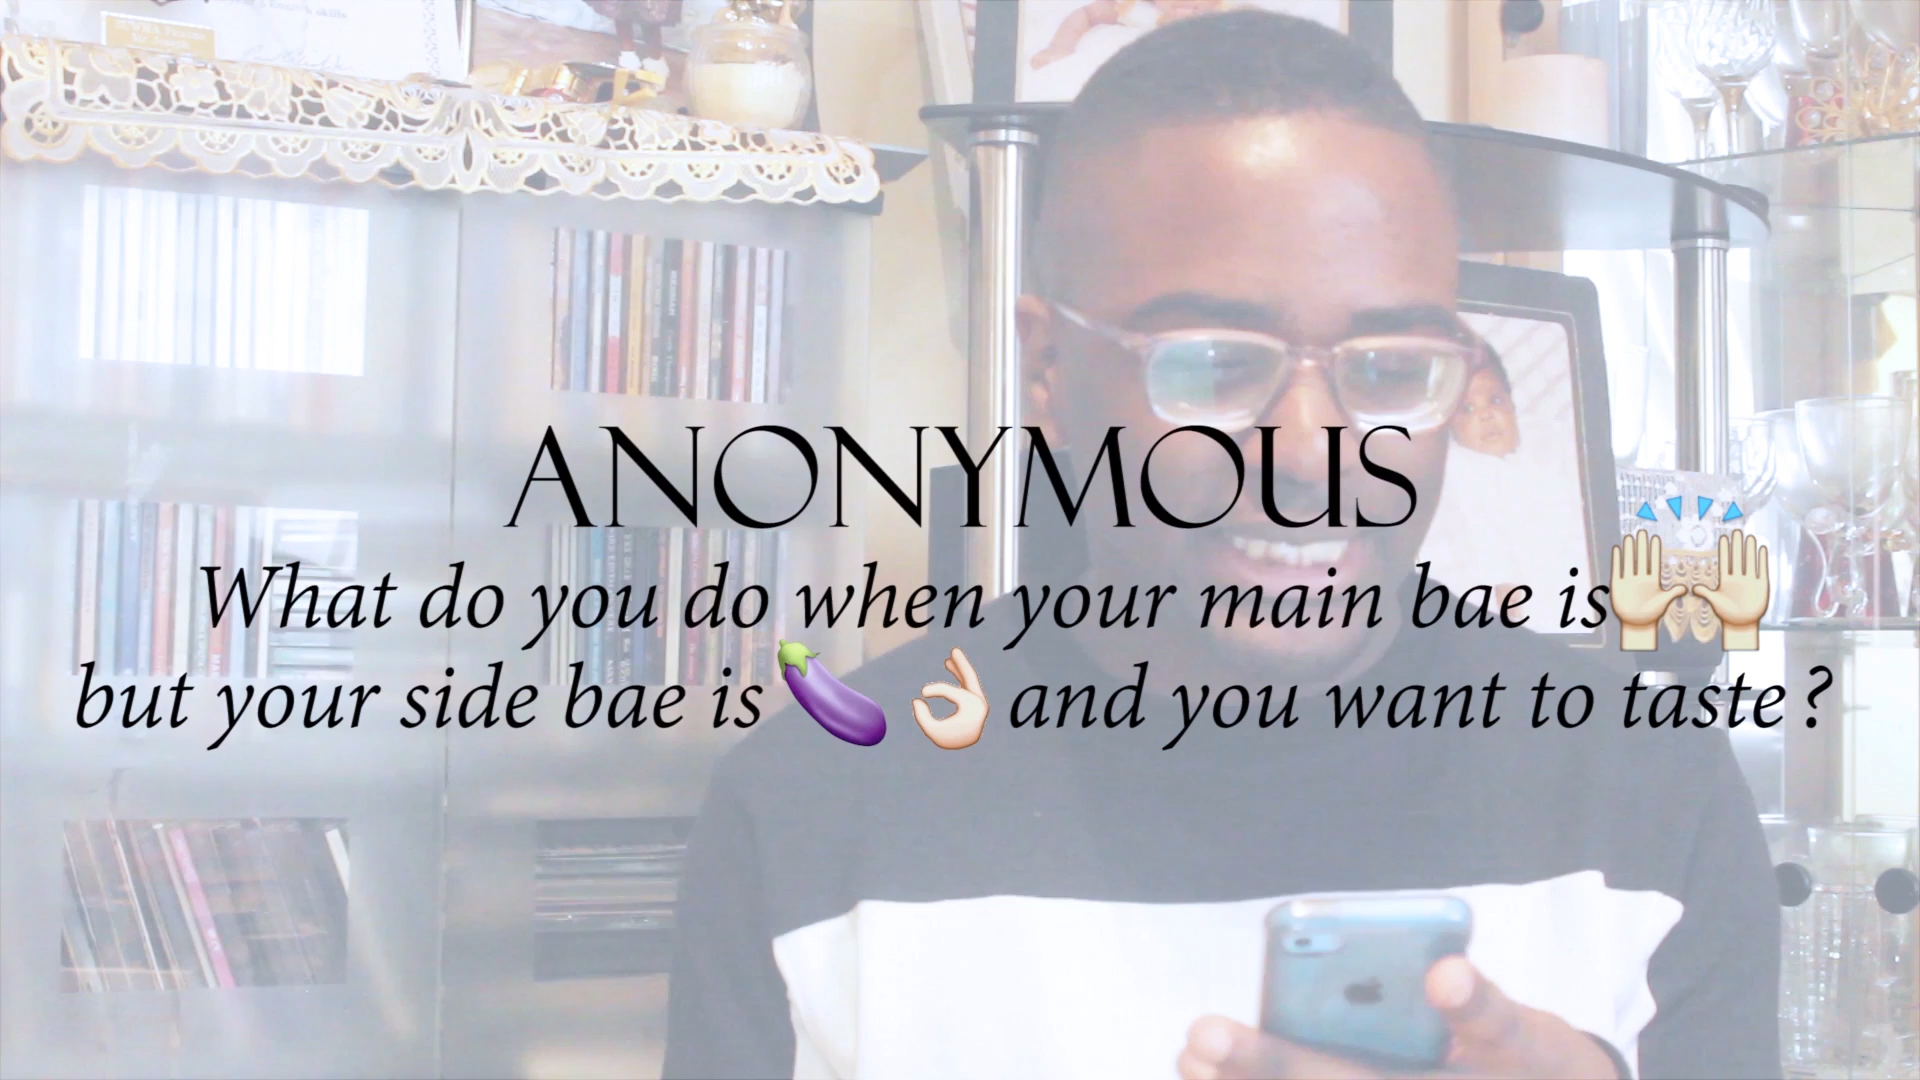 ANONYMOUS
What do you do when your main bae is🙌
but your side bae is🍆👌🏻and you want to taste?